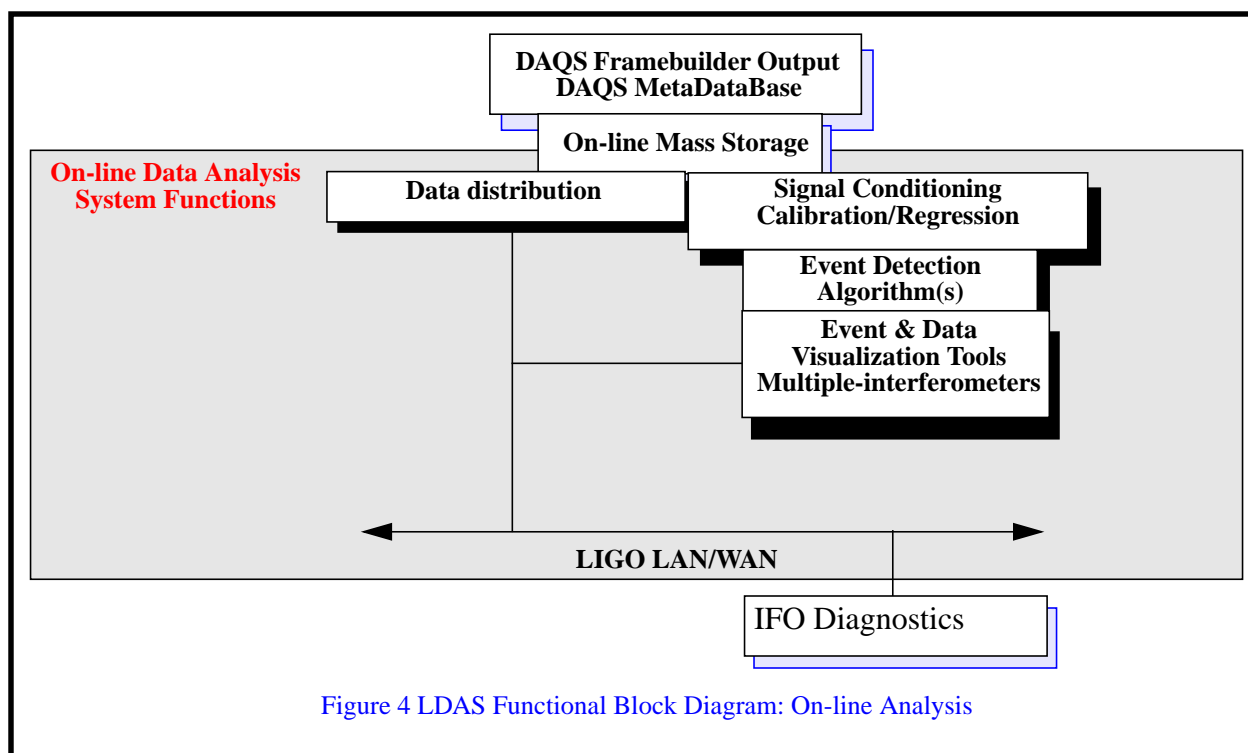 DAQS Framebuilder Output
DAQS MetaDataBase
On-line Mass Storage
On-line Data Analysis
System Functions
Data distribution
Signal Conditioning
Calibration/Regression
Event Detection
Algorithm(s)
Event & Data
Visualization Tools
Multiple-interferometers
LIGO LAN/WAN
IFO Diagnostics
Figure 4 LDAS Functional Block Diagram: On-line Analysis